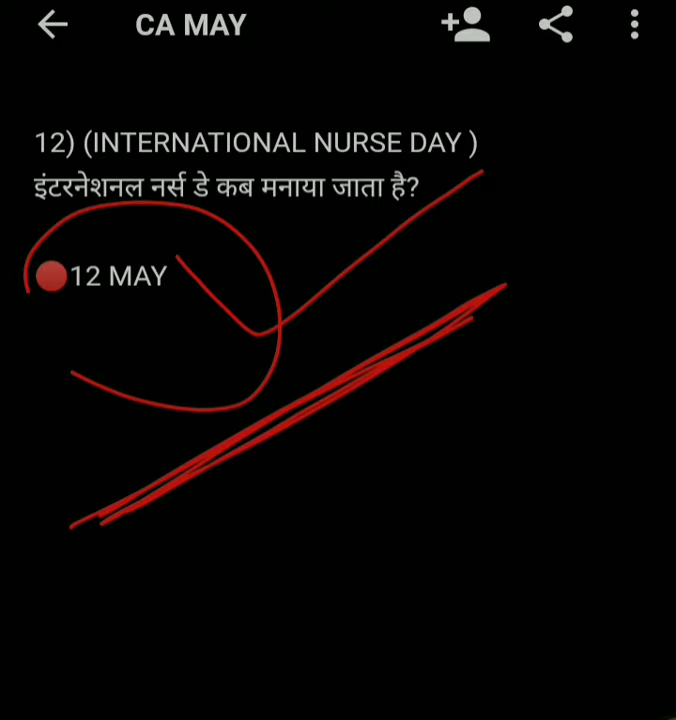 CA MAY
12) (INTERNATIONAL NURSE DAY )
इंटरनेशनल नर्स डे कब मनाया जाता है?
12 MAY